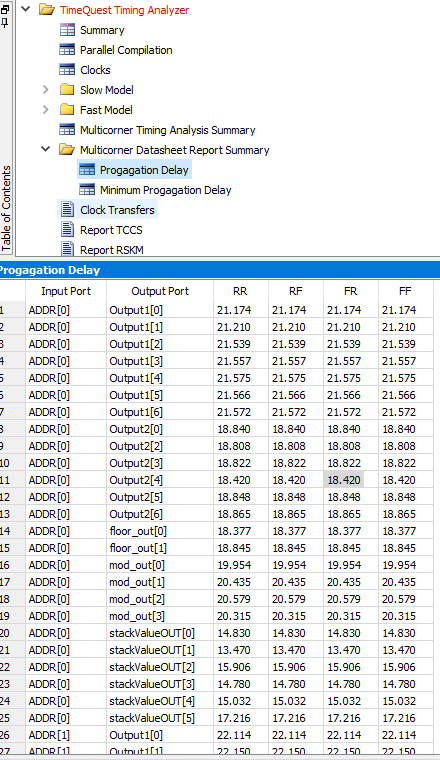 TimeQuest Timing Analyzer
Summary
Parallel Compilation
Clocks
Slow Model
Fast Model
Multicorner Timing Analysis Summary
Multicorner Datasheet Report Summary
Progagation Delay
Minimum Progagation Delay
Clock Transfers
Report TCCS
Report RSKM
Table of Contents
Progagation Delay
Input Port Output Port RR RF FR FF
1 ADDR[0] Output1[0] 21.174 21.174 21.174 21.174
2 ADDR[0] Output1[1] 21.210 21.210 21.210 21.210
3 ADDR[0] Output1[2] 21.539 21.539 21.539 21.539
4 ADDR[0] Output1[3] 21.557 21.557 21.557 21.557
5 ADDR[0] Output1[4] 21.575 21.575 21.575 21.575
6 ADDR[0] Output1[5] 21.566 21.566 21.566 21.566
7 ADDR[0] Output1[6] 21.572 21.572 21.572 21.572
8 ADDR[0] Output2[0] 18.840 18.840 18.840 18.840
9 ADDR[0] Output2[2] 18.808 18.808 18.808 18.808
10 ADDR[0] Output2[3] 18.822 18.822 18.822 18.822
11 ADDR[0] Output2[4] 18.420 18.420 18.420 18.420
12 ADDR[0] Output2[5] 18.848 18.848 18.848 18.848
13 ADDR[0] Output2[6] 18.865 18.865 18.865 18.865
14 ADDR[0] floor_out[0] 18.377 18.377 18.377 18.377
15 ADDR[0] floor_out[1] 18.845 18.845 18.845 18.845
16 ADDR[0] mod_out[0] 19.954 19.954 19.954 19.954
17 ADDR[0] mod_out[1] 20.435 20.435 20.435 20.435
18 ADDR[0] mod_out[2] 20.579 20.579 20.579 20.579
19 ADDR[0] mod_out[3] 20.315 20.315 20.315 20.315
20 ADDR[0] stackValueOUT[0] 14.830 14.830 14.830 14.830
21 ADDR[0] stackValueOUT[1] 13.470 13.470 13.470 13.470
22 ADDR[0] stackValueOUT[2] 15.906 15.906 15.906 15.906
23 ADDR[0] stackValueOUT[3] 14.780 14.780 14.780 14.780
24 ADDR[0] stackValueOUT[4] 15.032 15.032 15.032 15.032
25 ADDR[0] stackValueOUT[5] 17.216 17.216 17.216 17.216
26 ADDR[1] Output1[0] 22.114 22.114 22.114 22.114
27 ADDR[1] Output1[1] 22.150 22.150 22.150 22.150